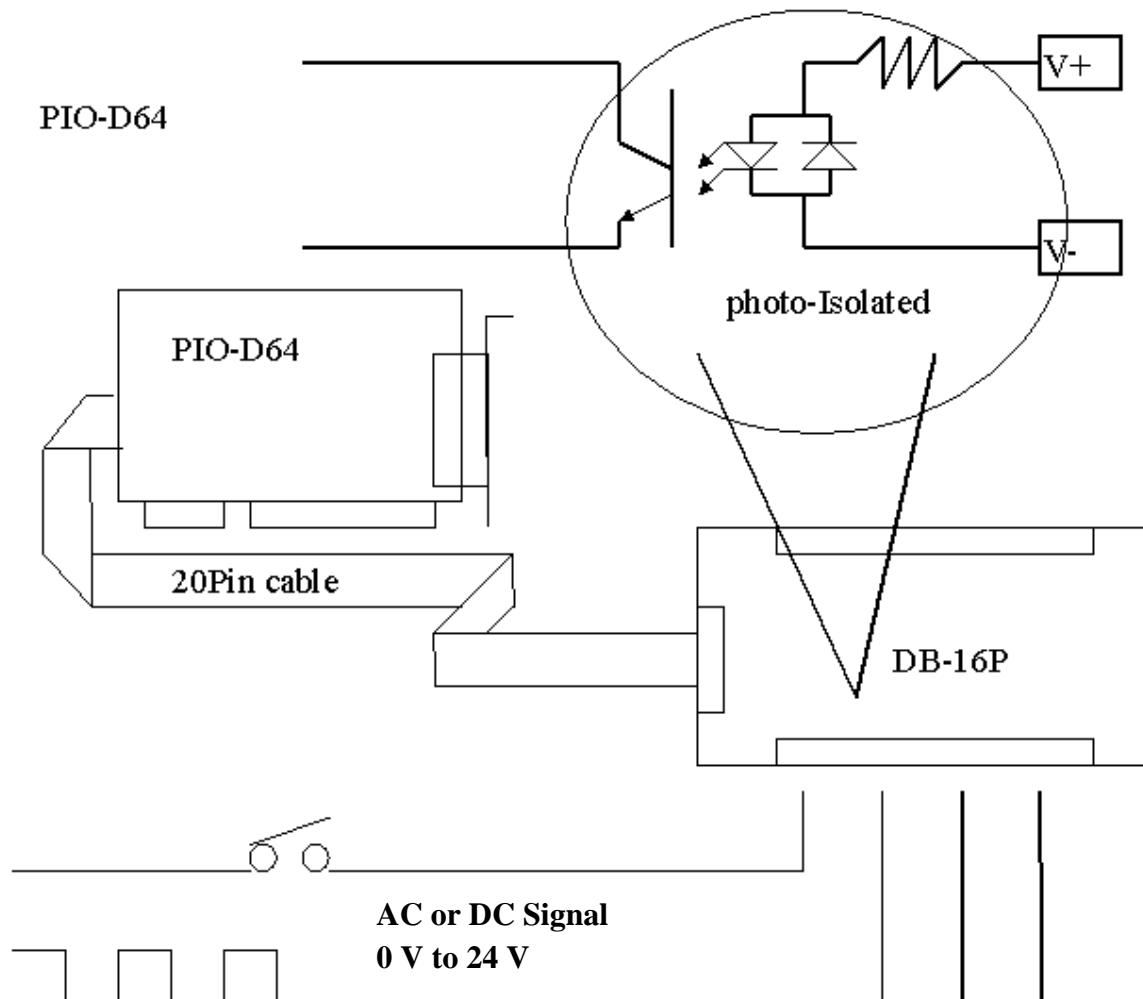 V+
PIO-D64
V-
photo-Isolated
PIO-D64
20Pin cable
DB-16P
AC or DC Signal
0 V to 24 V